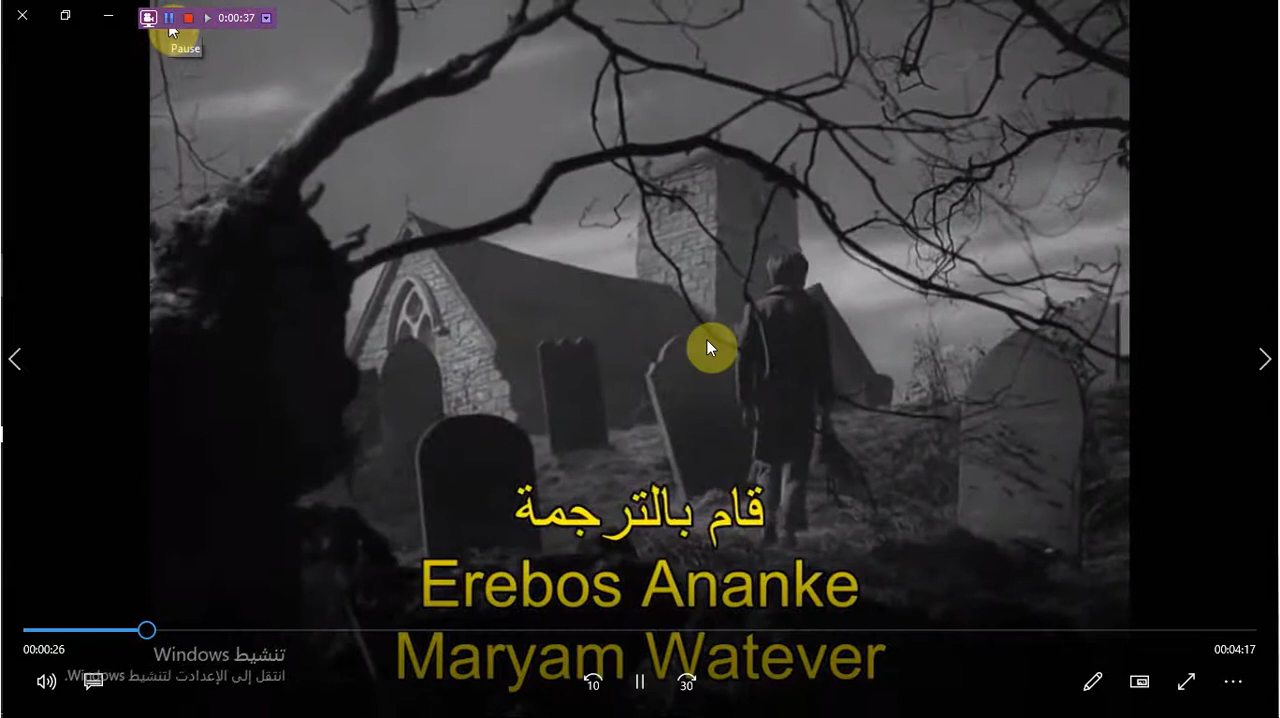 0:00:37
Pause
قام بالترجمة
Erebos Ananke
Maryam Watever
00:00:26
00:04:17
تنشيط Windows
انتقل إلى الإعدادت لتنشيط Windows.
10
30